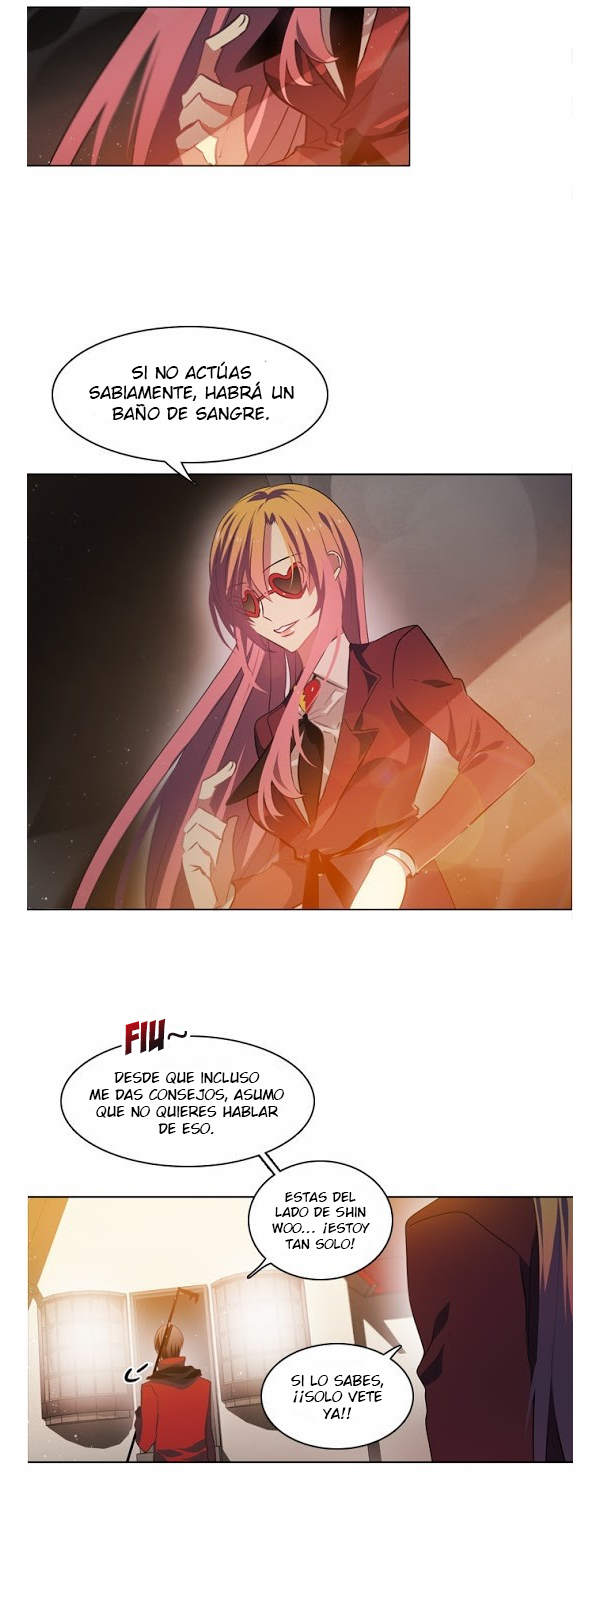 SI NO ACTÚAS
SABIAMENTE, HABRÁ UN
BAÑO DE SANGRE.
FIU~
DESDE QUE INCLUSO
ME DAS CONSEJOS, ASUMO
QUE NO QUIERES HABLAR
DE ESO.
ESTAS DEL
LADO DE SHIN
WOO... ¡ESTOY
TAN SOLO!
SI LO SABES,
¡¡SOLO VETE
YA!!